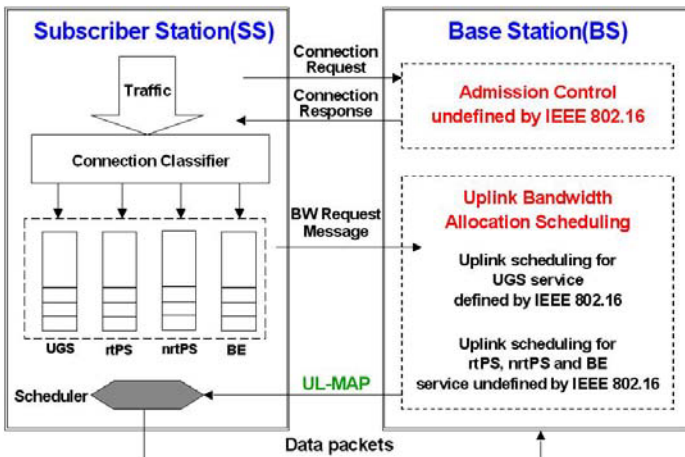 Subscriber Station(SS)
Traffic
Connection Classifier
UGS
rtPS
nrtPS
BE
Scheduler
Connection
Request
Connection
Response
BW Request
Message
UL-MAP
Data packets
Base Station(BS)
Admission Control
undefined by IEEE 802.16
Uplink Bandwidth
Allocation Scheduling
Uplink scheduling for
UGS service
defined by IEEE 802.16
Uplink scheduling for
rtPS, nrtPS and BE
service undefined by IEEE 802.16